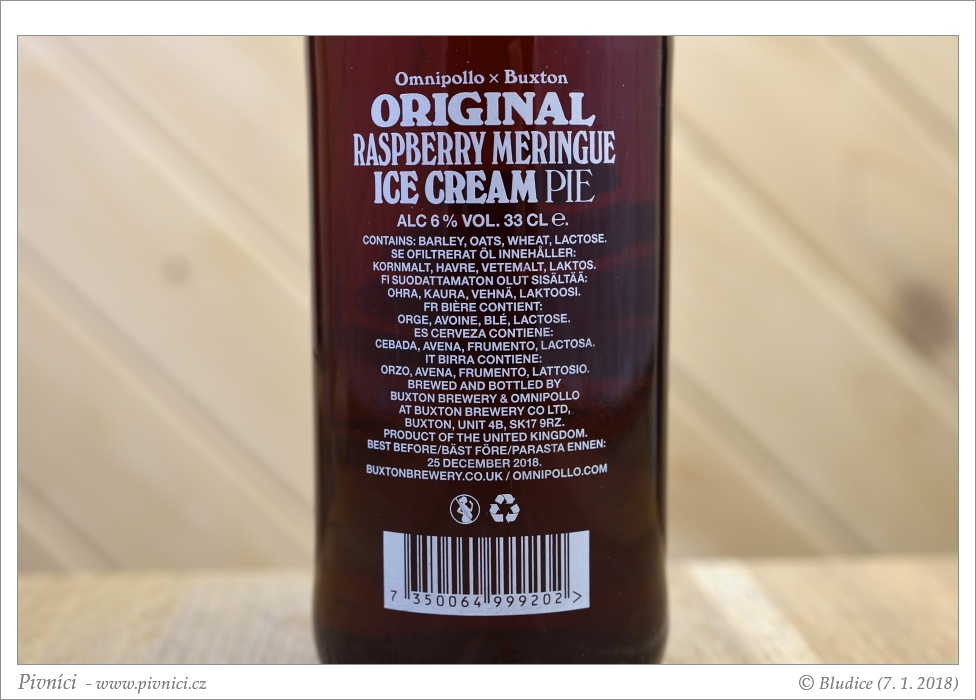 Omnipollo × Buxton
ORIGINAL
RASPBERRY MERINGUE
ICE CREAM PIE
ALC 6 % VOL. 33 CL ℮.
CONTAINS: BARLEY, OATS, WHEAT, LACTOSE.
SE OFILTRERAT ÖL INNEHÅLLER:
KORNMALT, HAVRE, VETEMALT, LAKTOS.
FI SUODATTAMATON OLUT SISÄLTÄÄ:
OHRA, KAURA, VEHNÄ, LAKTOOSI.
FR BIÈRE CONTIENT:
ORGE, AVOINE, BLÉ, LACTOSE.
ES CERVEZA CONTIENE:
CEBADA, AVENA, FRUMENTO, LACTOSA.
IT BIRRA CONTIENE:
ORZO, AVENA, FRUMENTO, LATTOSIO.
BREWED AND BOTTLED BY
BUXTON BREWERY & OMNIPOLLO
AT BUXTON BREWERY CO LTD,
BUXTON, UNIT 4B, SK17 9RZ.
PRODUCT OF THE UNITED KINGDOM.
BEST BEFORE/BÄST FÖRE/PARASTA ENNEN:
25 DECEMBER 2018.
BUXTONBREWERY.CO.UK / OMNIPOLLO.COM
7 350064 999202 >
Pivníci - www.pivnici.cz
© Bludice (7. 1. 2018)